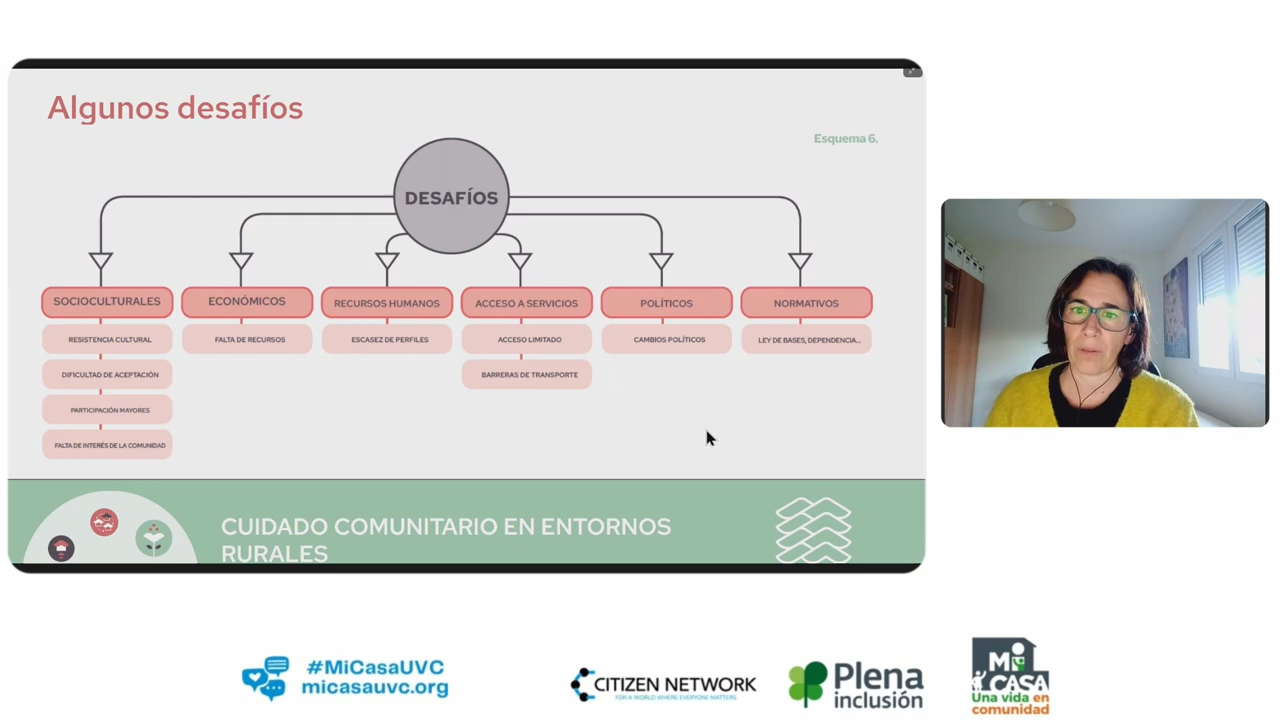 Algunos desafíos
Esquema 6.
DESAFÍOS
SOCIOCULTURALES
RESISTENCIA CULTURAL
DIFICULTAD DE ACEPTACIÓN
PARTICIPACIÓN MAYORES
FALTA DE INTERÉS DE LA COMUNIDAD
ECONÓMICOS
FALTA DE RECURSOS
RECURSOS HUMANOS
ESCASEZ DE PERFILES
ACCESO A SERVICIOS
ACCESO LIMITADO
BARRERAS DE TRANSPORTE
POLÍTICOS
CAMBIOS POLÍTICOS
NORMATIVOS
LEY DE BASES, DEPENDENCIA...
CUIDADO COMUNITARIO EN ENTORNOS
RURALES
#MiCasaUVC
micasauvc.org
CITIZEN NETWORK
FOR A WORLD WHERE EVERYONE MATTERS.
Plena
inclusión
Mi
CASA
Una vida en
comunidad